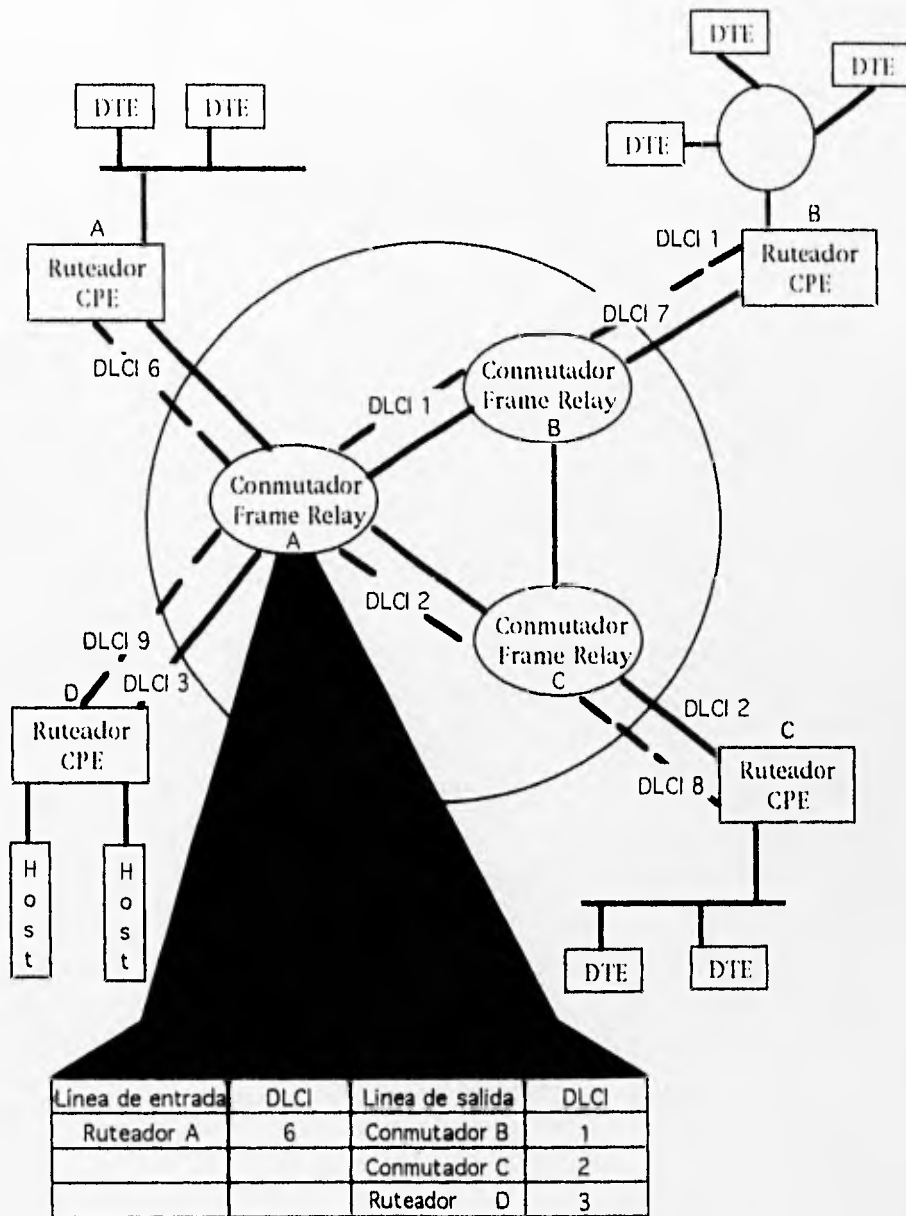 DTE
DTE
DTE
DTE
DTE
A
B
Ruteador
CPE
DLCI 1
Ruteador
CPE
DLCI 7
DLCI 6
Conmutador
Frame Relay
B
DLCI 1
Conmutador
Frame Relay
A
DLCI 2
Conmutador
Frame Relay
C
DLCI 9
DLCI 3
D
Ruteador
CPE
DLCI 2
C
Ruteador
CPE
DLCI 8
Host
Host
DTE
DTE
Línea de entrada DLCI Linea de salida DLCI
Ruteador A 6 Conmutador B 1
Conmutador C 2
Ruteador D 3